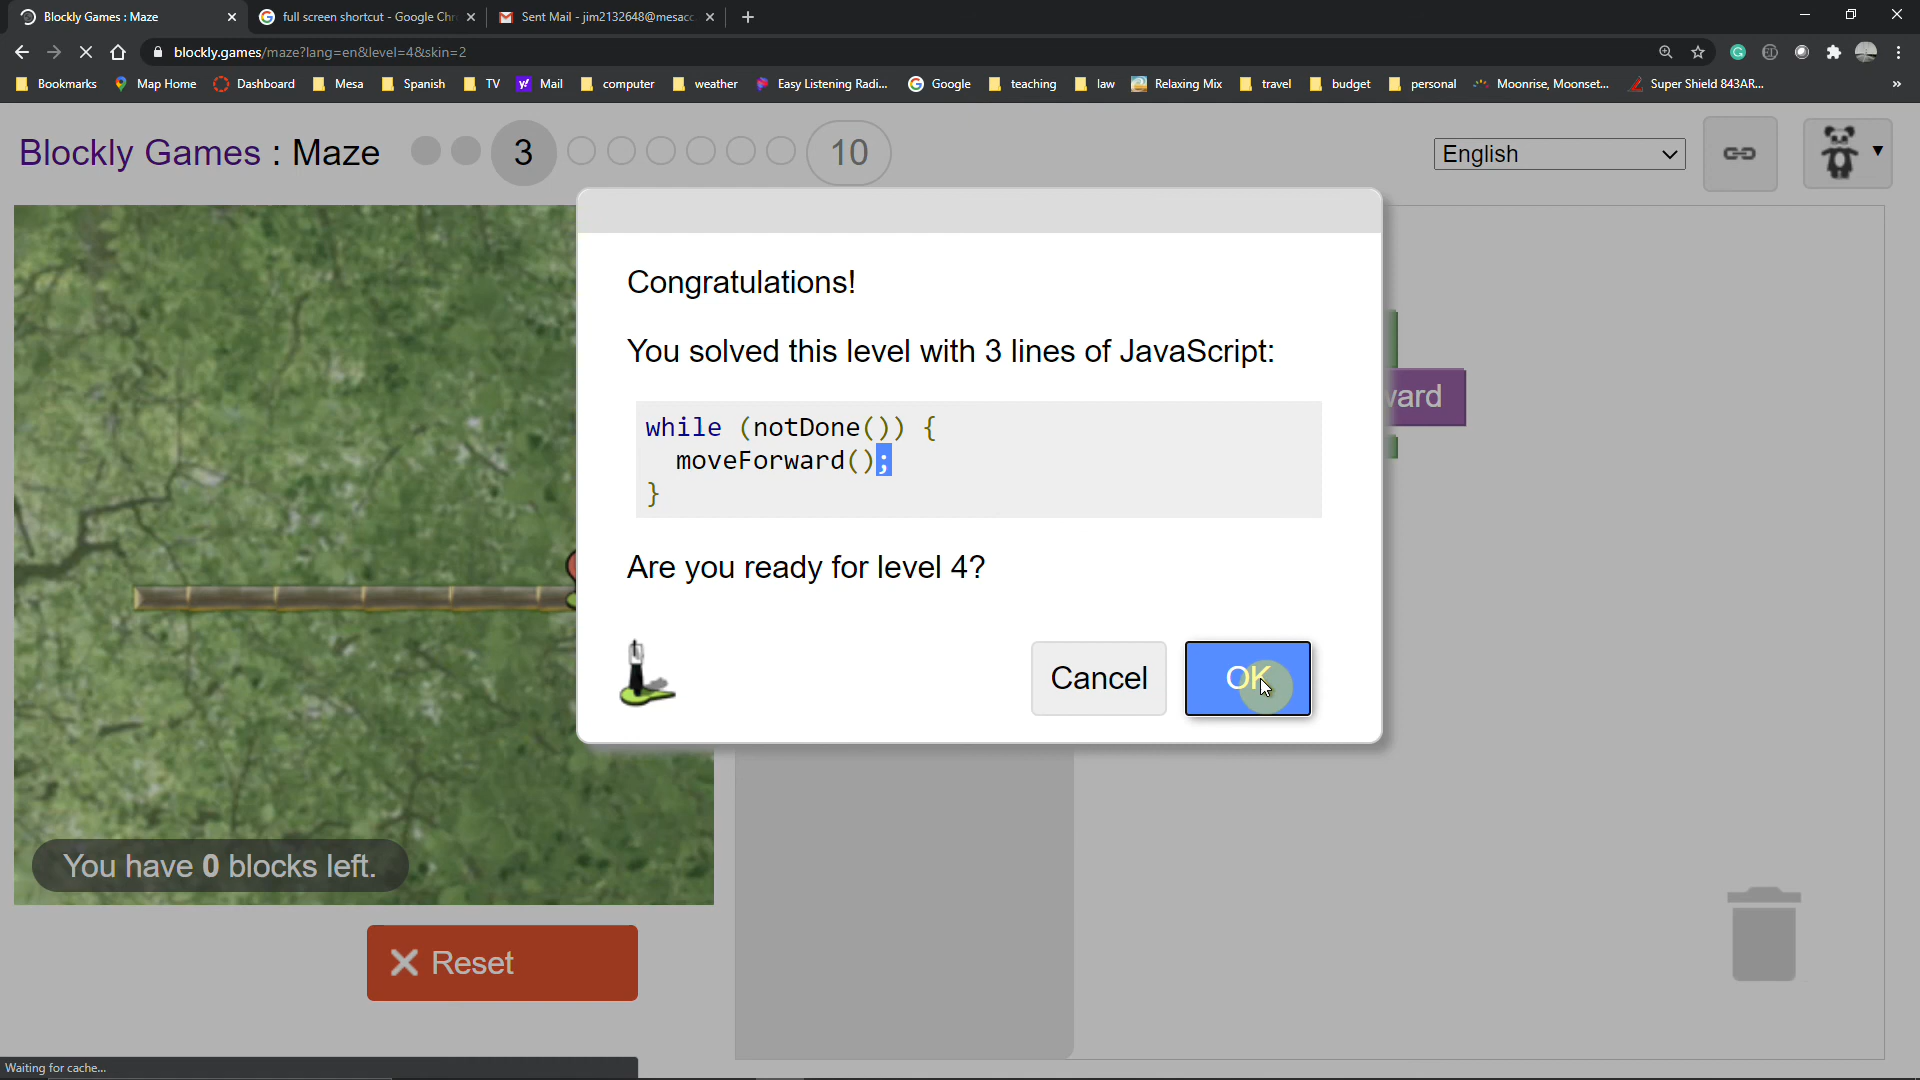 Blockly Games : Maze
full screen shortcut - Google Chr
Sent Mail - jim2132648@mesacc
blockly.games/maze?lang=en&level=4&skin=2
Bookmarks
Map Home
Dashboard
Mesa
Spanish
TV
Mail
computer
weather
Easy Listening Radi...
Google
teaching
law
Relaxing Mix
travel
budget
personal
Moonrise, Moonset...
Super Shield 843AR...
»
Blockly Games : Maze
3
10
English
Congratulations!
You solved this level with 3 lines of JavaScript:
while (notDone()) {
moveForward();
}
Are you ready for level 4?
Cancel
OK
ward
You have 0 blocks left.
Reset
Waiting for cache...